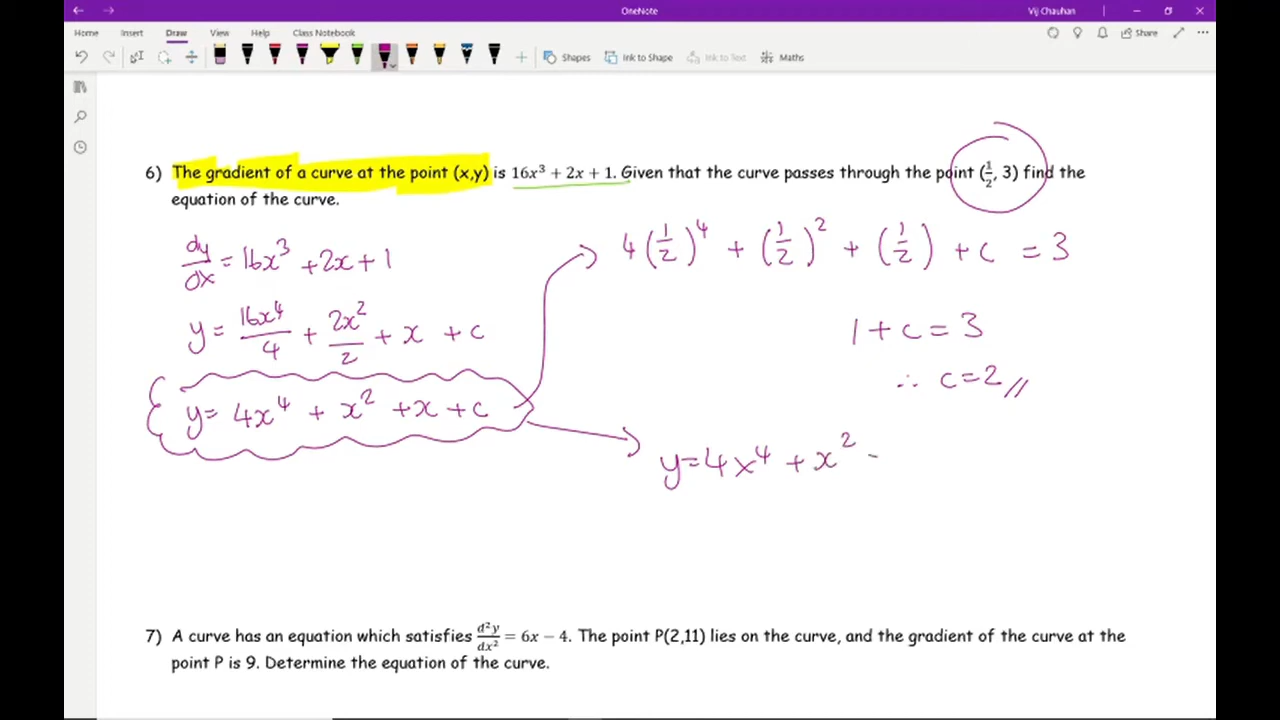 OneNote
Vij Chauhan
Home Insert Draw View Help Class Notebook
Share
Shapes Ink to Shape Ink to Text Maths
6) The gradient of a curve at the point (x,y) is 16x³ + 2x + 1. Given that the curve passes through the point (½, 3) find the
equation of the curve.
dy/dx = 16x³ + 2x + 1
4(½)⁴ + (½)² + (½) + c = 3
y = 16x⁴/4 + 2x²/2 + x + c
1 + c = 3
∴ c = 2 //
y = 4x⁴ + x² + x + c
y = 4x⁴ + x² -
7) A curve has an equation which satisfies d²y/dx² = 6x − 4. The point P(2,11) lies on the curve, and the gradient of the curve at the
point P is 9. Determine the equation of the curve.